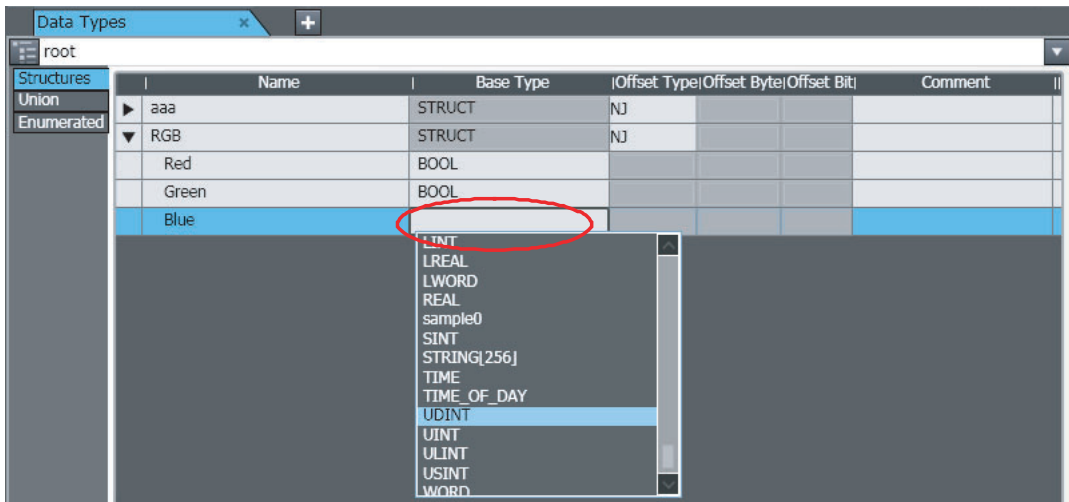 Data Types × +
root
Structures
Union
Enumerated
Name Base Type Offset Type Offset Byte Offset Bit Comment
aaa STRUCT NJ
RGB STRUCT NJ
Red BOOL
Green BOOL
Blue
LINT
LREAL
LWORD
REAL
sample0
SINT
STRING[256]
TIME
TIME_OF_DAY
UDINT
UINT
ULINT
USINT
WORD